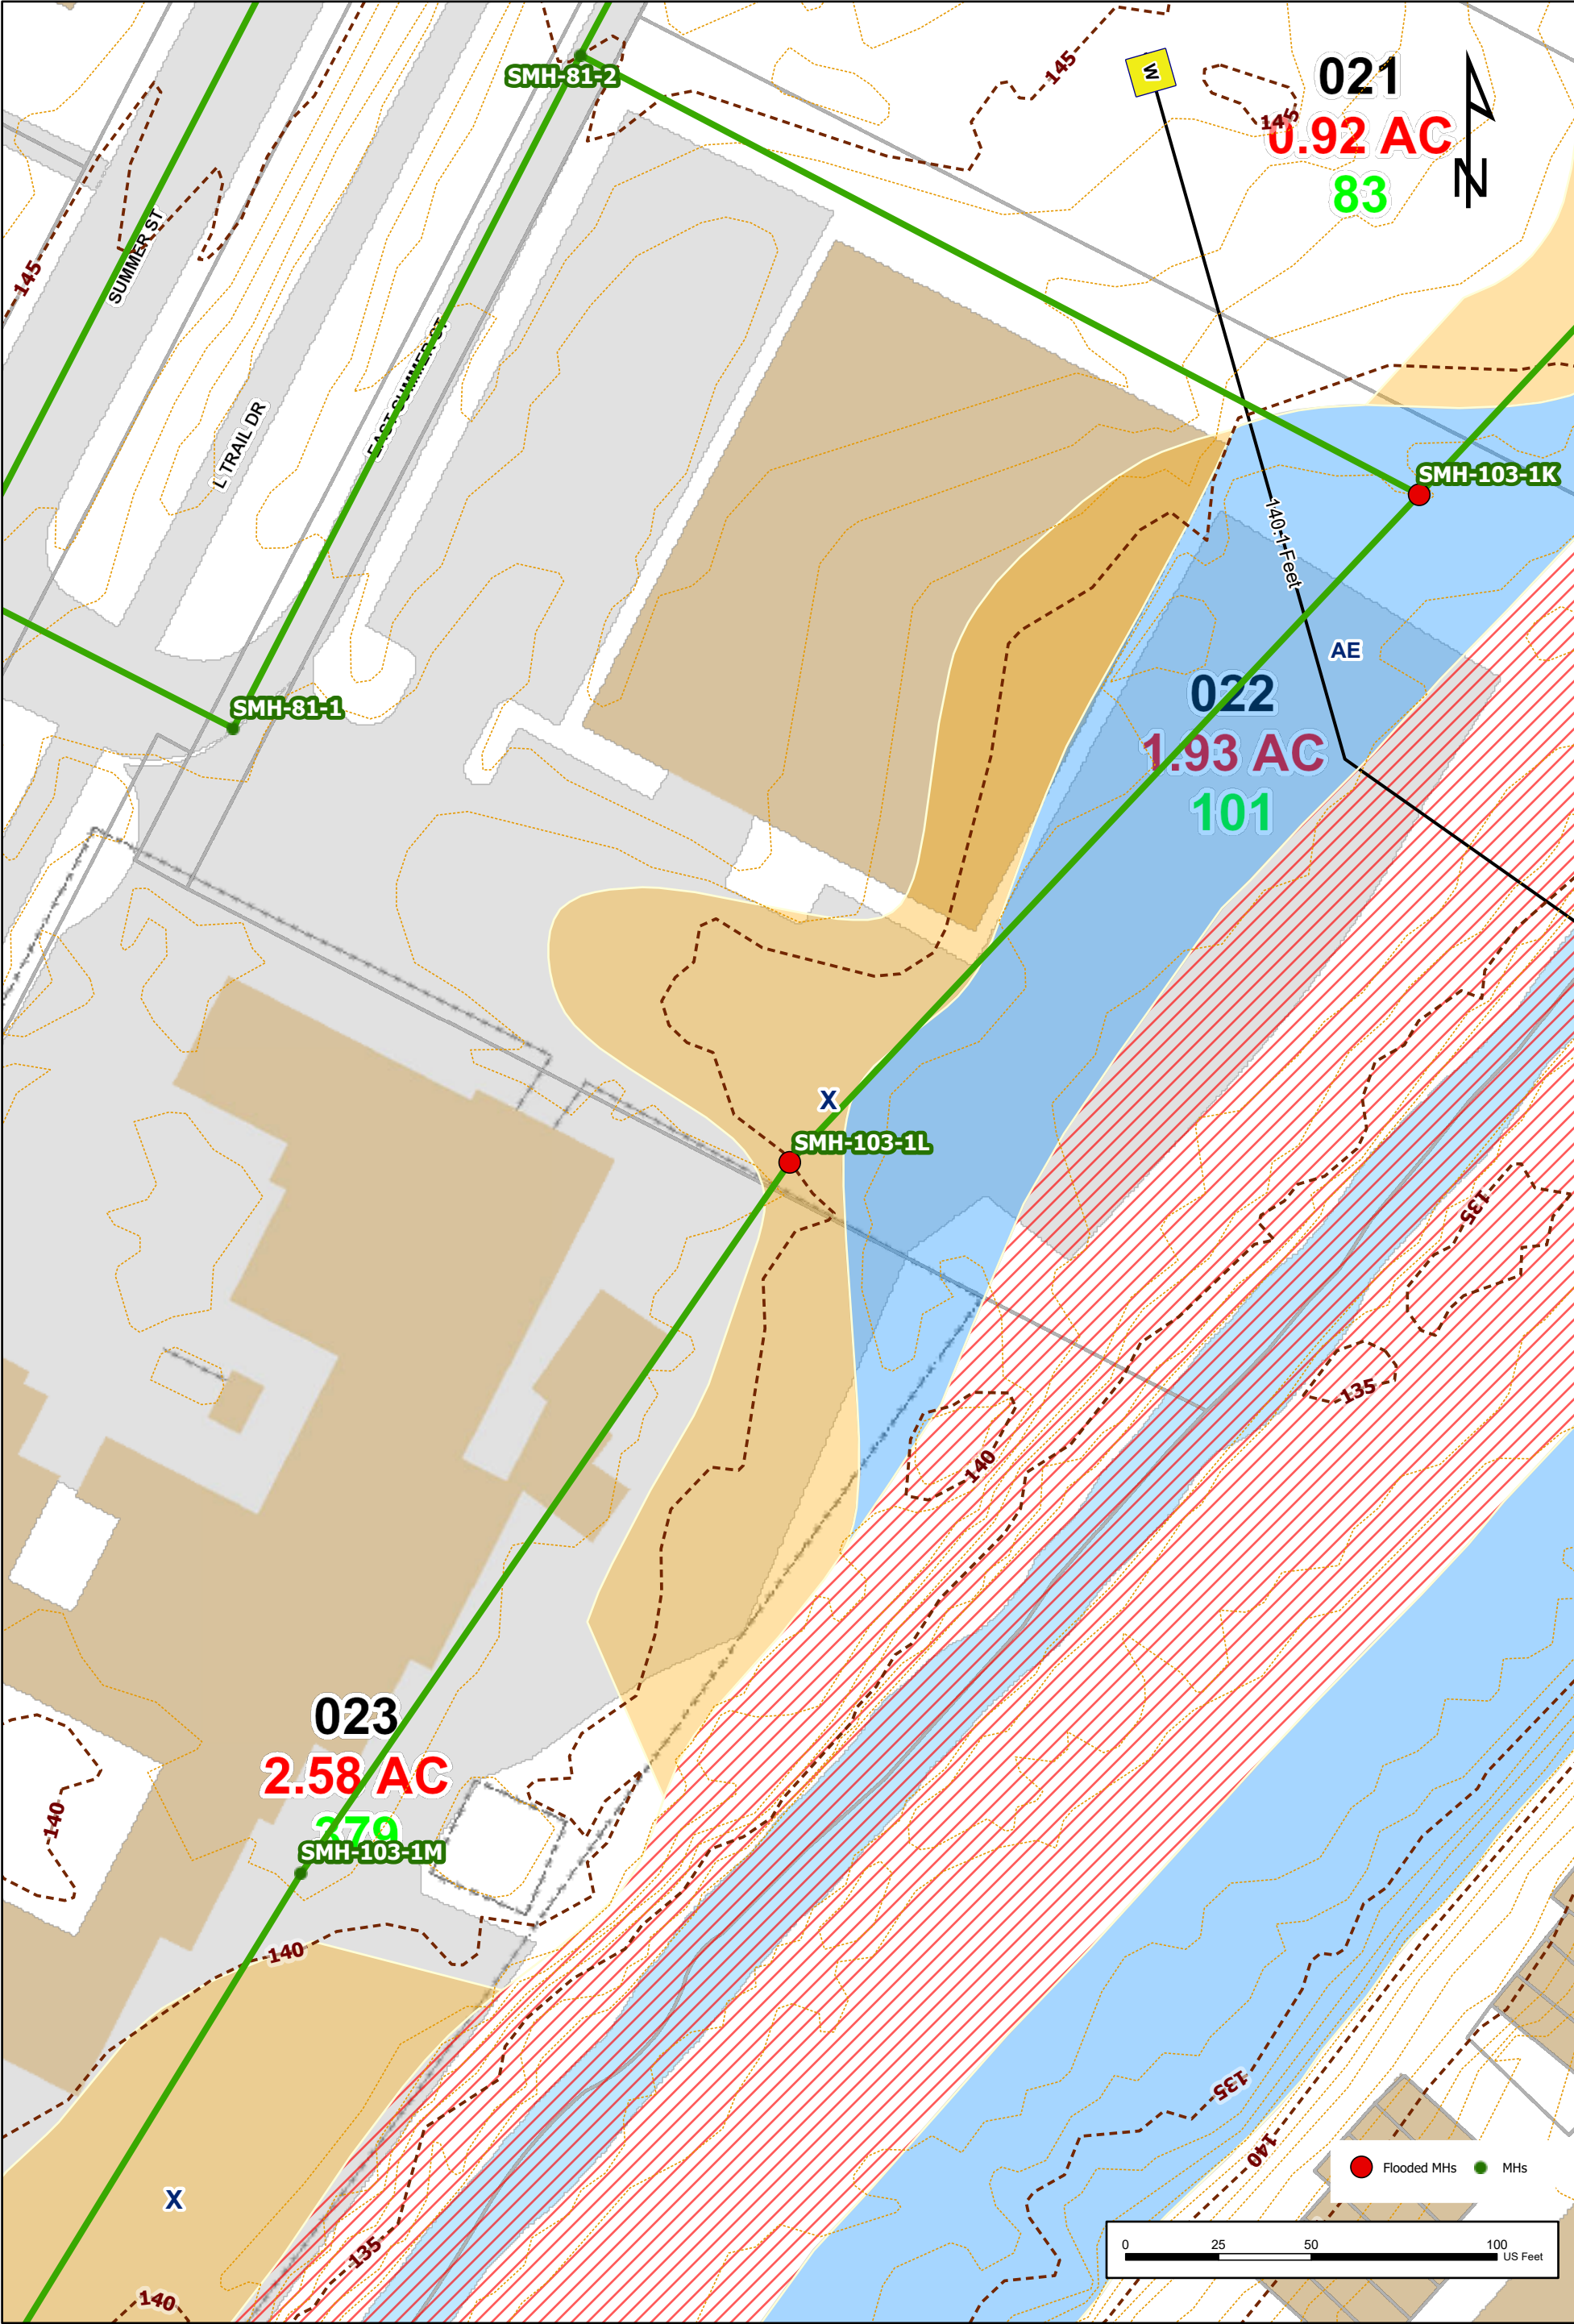 SMH-81-2
145
W
021
145
0.92 AC
83
N
SUMMER ST
145
EAST SUMMER ST
L TRAIL DR
SMH-103-1K
140.1 Feet
AE
022
1.93 AC
101
SMH-81-1
X
SMH-103-1L
135
135
140
023
2.58 AC
379
SMH-103-1M
140
140
135
140
X
135
140
Flooded MHs
MHs
0 25 50 100
US Feet